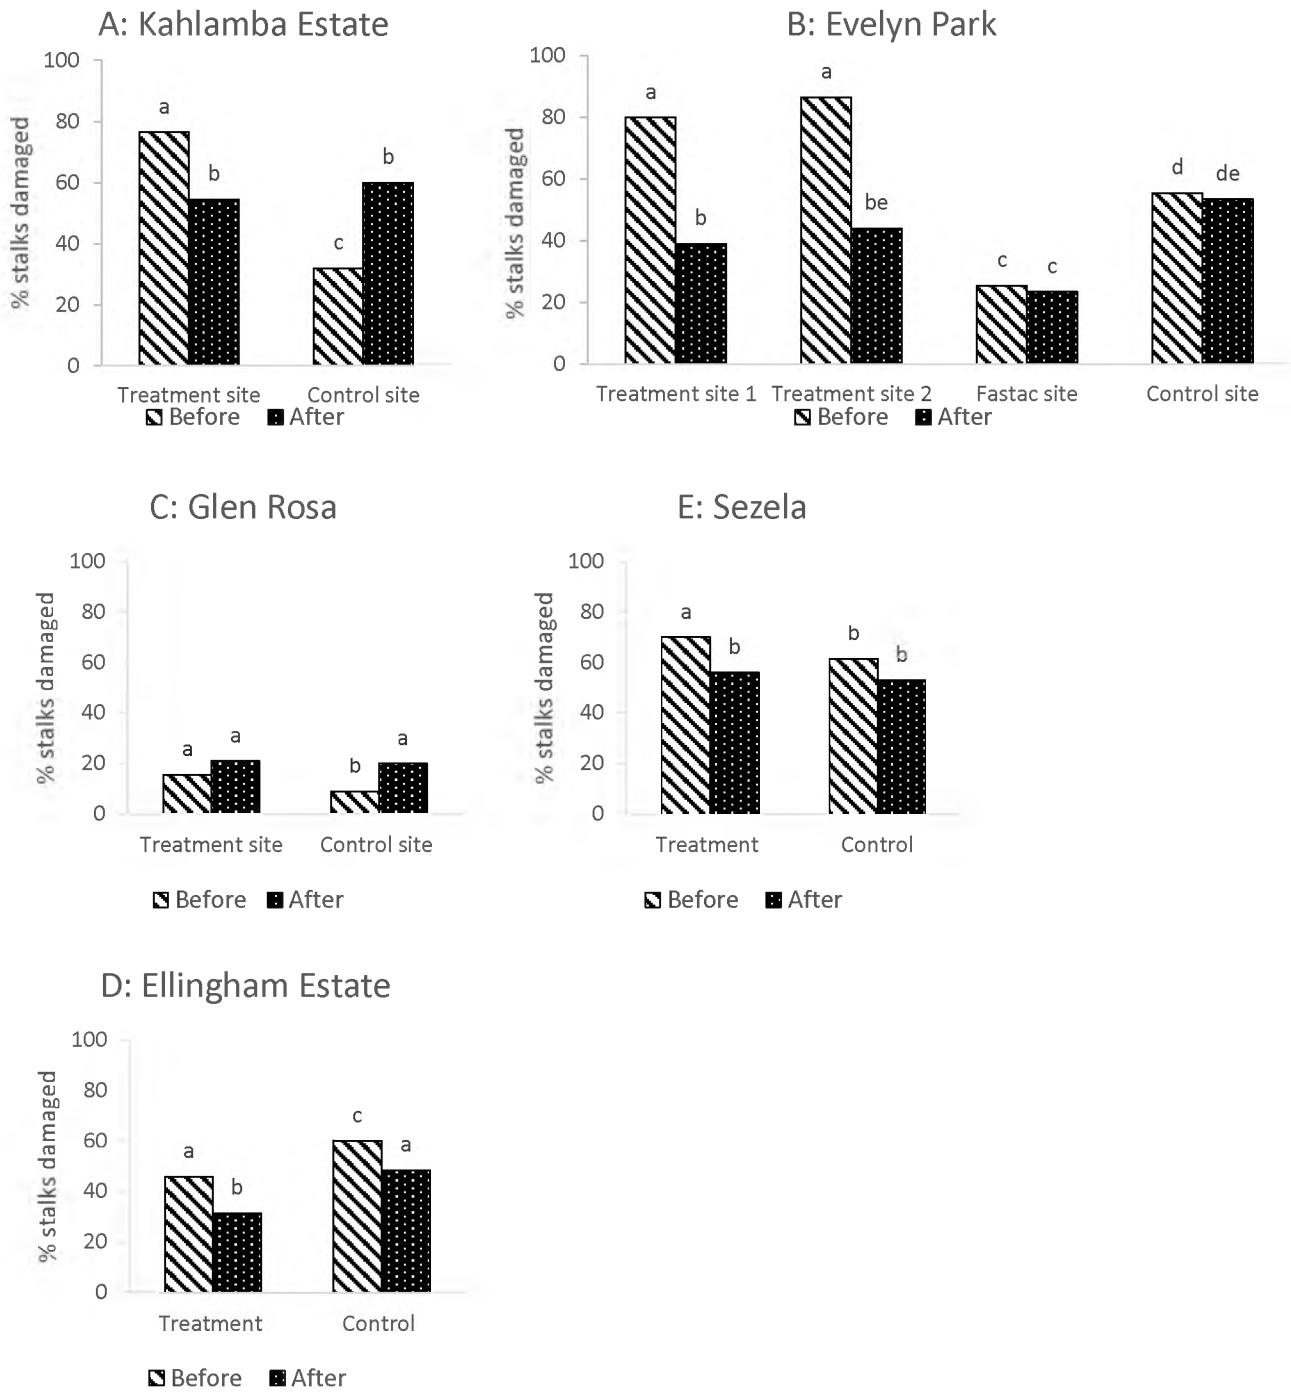 A: Kahlamba Estate
% stalks damaged
100
80
60
40
20
0
a
b
c
b
Treatment site
Control site
Before
After
B: Evelyn Park
% stalks damaged
100
80
60
40
20
0
a
b
a
be
c
c
d
de
Treatment site 1
Treatment site 2
Fastac site
Control site
Before
After
C: Glen Rosa
% stalks damaged
100
80
60
40
20
0
a
a
b
a
Treatment site
Control site
Before
After
E: Sezela
% stalks damaged
100
80
60
40
20
0
a
b
b
b
Treatment
Control
Before
After
D: Ellingham Estate
% stalks damaged
100
80
60
40
20
0
a
b
c
a
Treatment
Control
Before
After